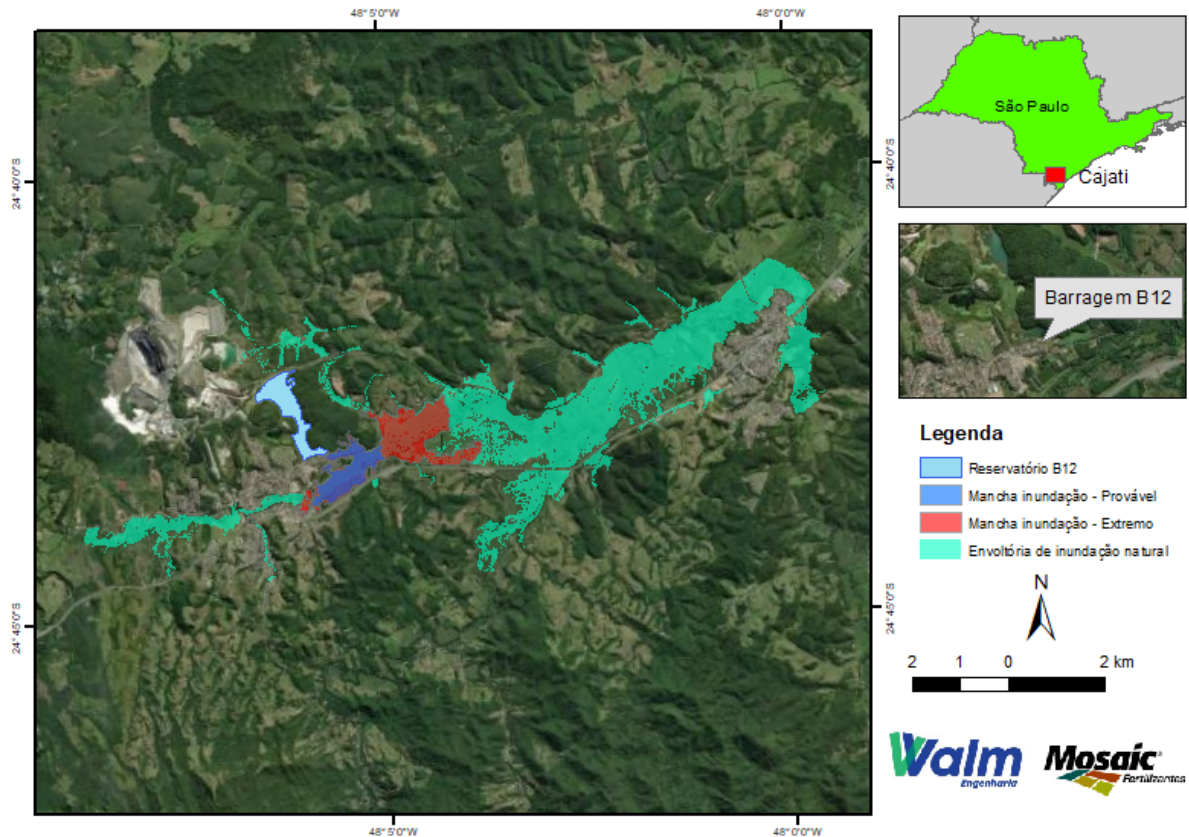 48°5'0"W
48°0'0"W
24°40'0"S
24°40'0"S
São Paulo
Cajati
Barragem B12
Legenda
Reservatório B12
Mancha inundação - Provável
Mancha inundação - Extremo
Envoltória de inundação natural
N
2 1 0 2 km
24°45'0"S
24°45'0"S
Walm
Engenharia
Mosaic
Fertilizantes
48°5'0"W
48°0'0"W